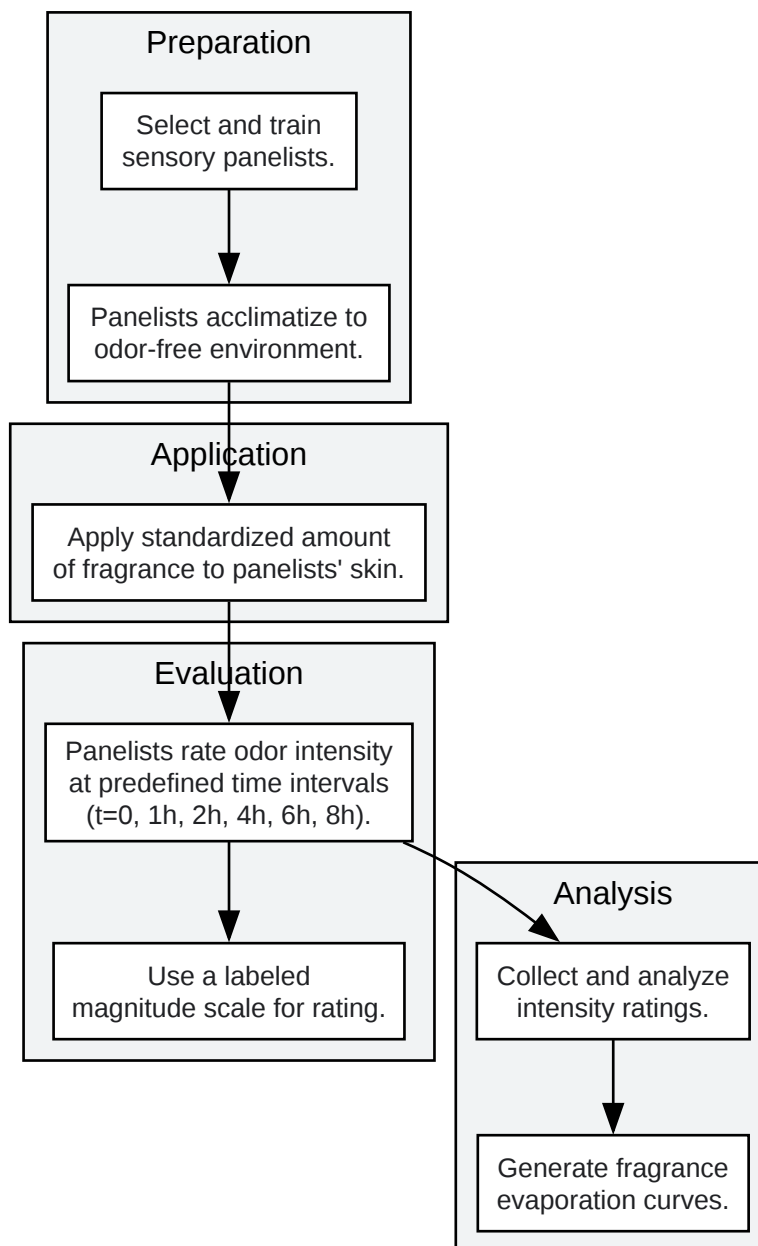 Preparation
Select and train
sensory panelists.
Panelists acclimatize to
odor-free environment.
Application
Apply standardized amount
of fragrance to panelists' skin.
Evaluation
Panelists rate odor intensity
at predefined time intervals
(t=0, 1h, 2h, 4h, 6h, 8h).
Use a labeled
magnitude scale for rating.
Analysis
Collect and analyze
intensity ratings.
Generate fragrance
evaporation curves.